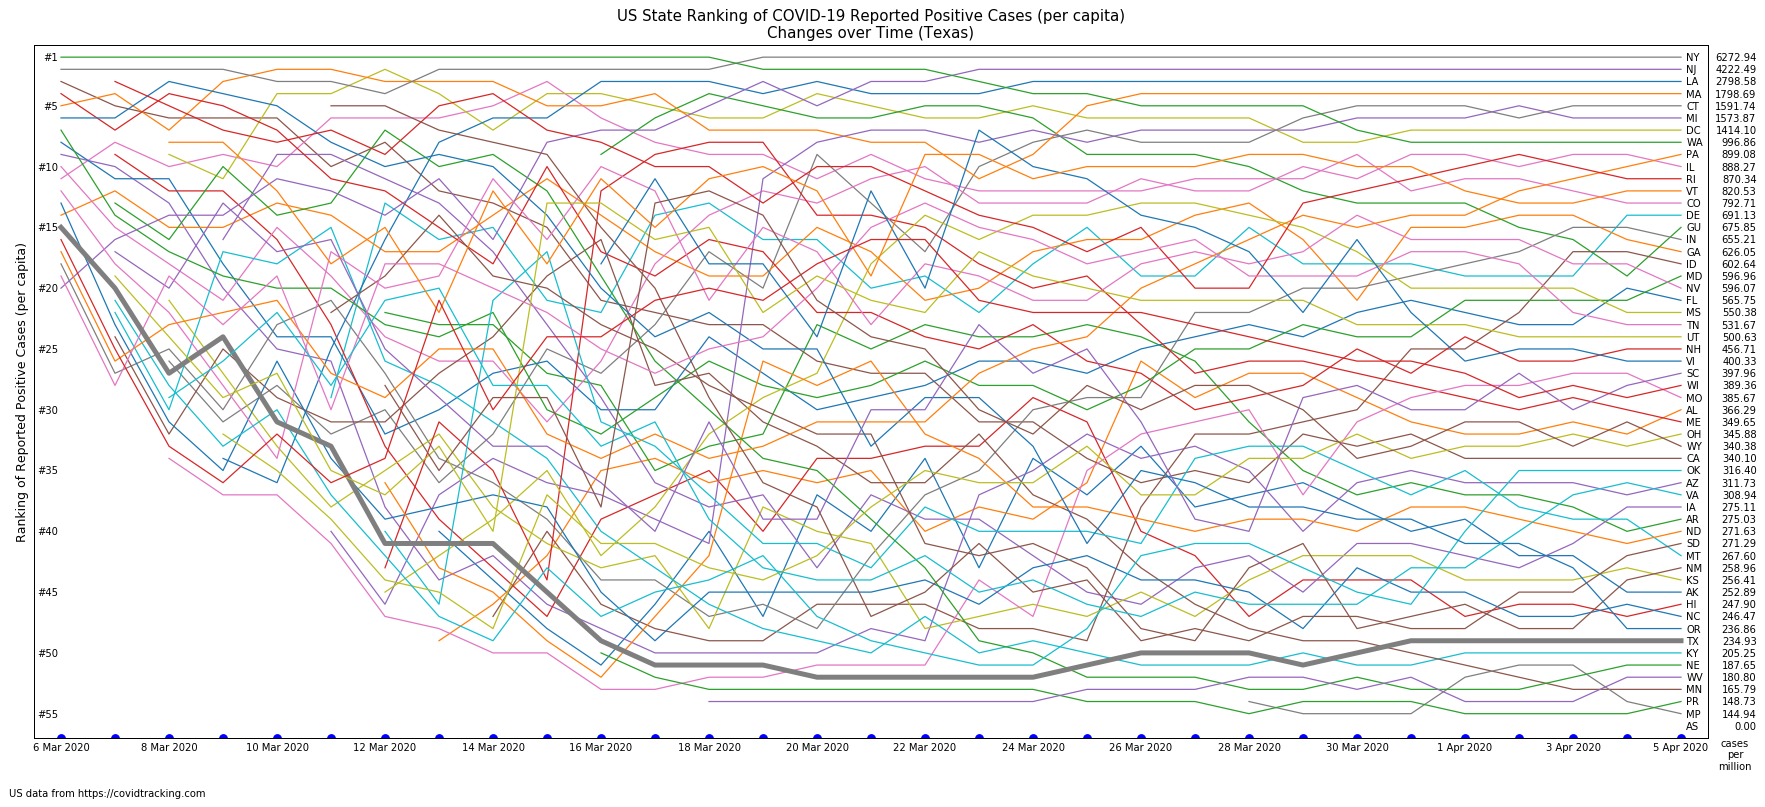 US State Ranking of COVID-19 Reported Positive Cases (per capita)
Changes over Time (Texas)
Ranking of Reported Positive Cases (per capita)
#1
#5
#10
#15
#20
#25
#30
#35
#40
#45
#50
#55
NY 6272.94
NJ 4222.49
LA 2798.58
MA 1798.69
CT 1591.74
MI 1573.87
DC 1414.10
WA 996.86
PA 899.08
IL 888.27
RI 870.34
VT 820.53
CO 792.71
DE 691.13
GU 675.85
IN 655.21
GA 626.05
ID 602.64
MD 596.96
NV 596.07
FL 565.75
MS 550.38
TN 531.67
UT 500.63
NH 456.71
VI 400.33
SC 397.96
WI 389.36
MO 385.67
AL 366.29
ME 349.65
OH 345.88
WY 340.38
CA 340.10
OK 316.40
AZ 311.73
VA 308.94
IA 275.11
AR 275.03
ND 271.63
SD 271.29
MT 267.60
NM 258.96
KS 256.41
AK 252.89
HI 247.90
NC 246.47
OR 236.86
TX 234.93
KY 205.25
NE 187.65
WV 180.80
MN 165.79
PR 148.73
MP 144.94
AS 0.00
6 Mar 2020 8 Mar 2020 10 Mar 2020 12 Mar 2020 14 Mar 2020 16 Mar 2020 18 Mar 2020 20 Mar 2020 22 Mar 2020 24 Mar 2020 26 Mar 2020 28 Mar 2020 30 Mar 2020 1 Apr 2020 3 Apr 2020 5 Apr 2020
cases
per
million
US data from https://covidtracking.com